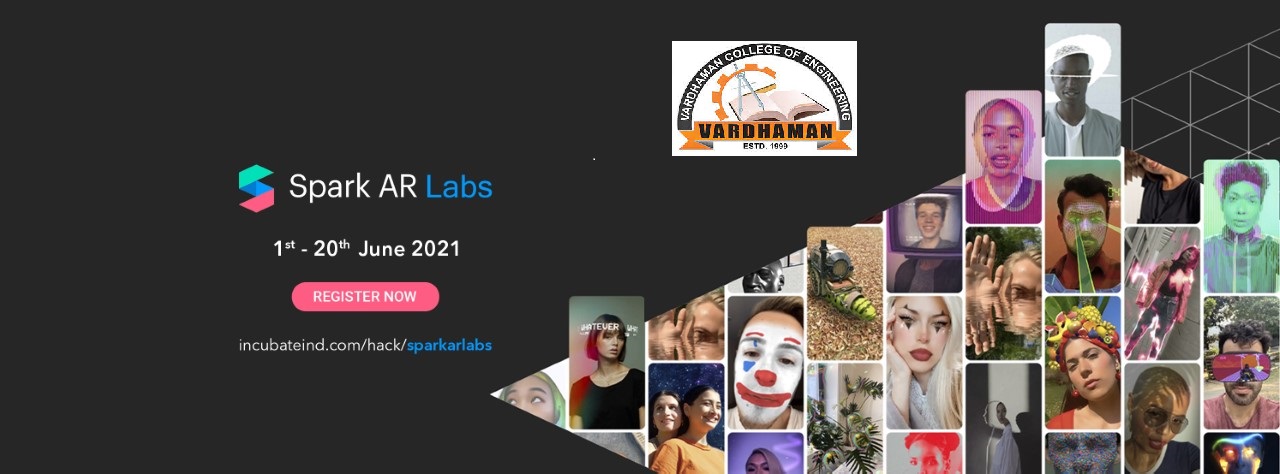 VARDHAMAN COLLEGE OF ENGINEERING
VARDHAMAN
ESTD. 1999
Spark AR Labs
1st - 20th June 2021
REGISTER NOW
incubateind.com/hack/sparkarlabs
WHATEVER